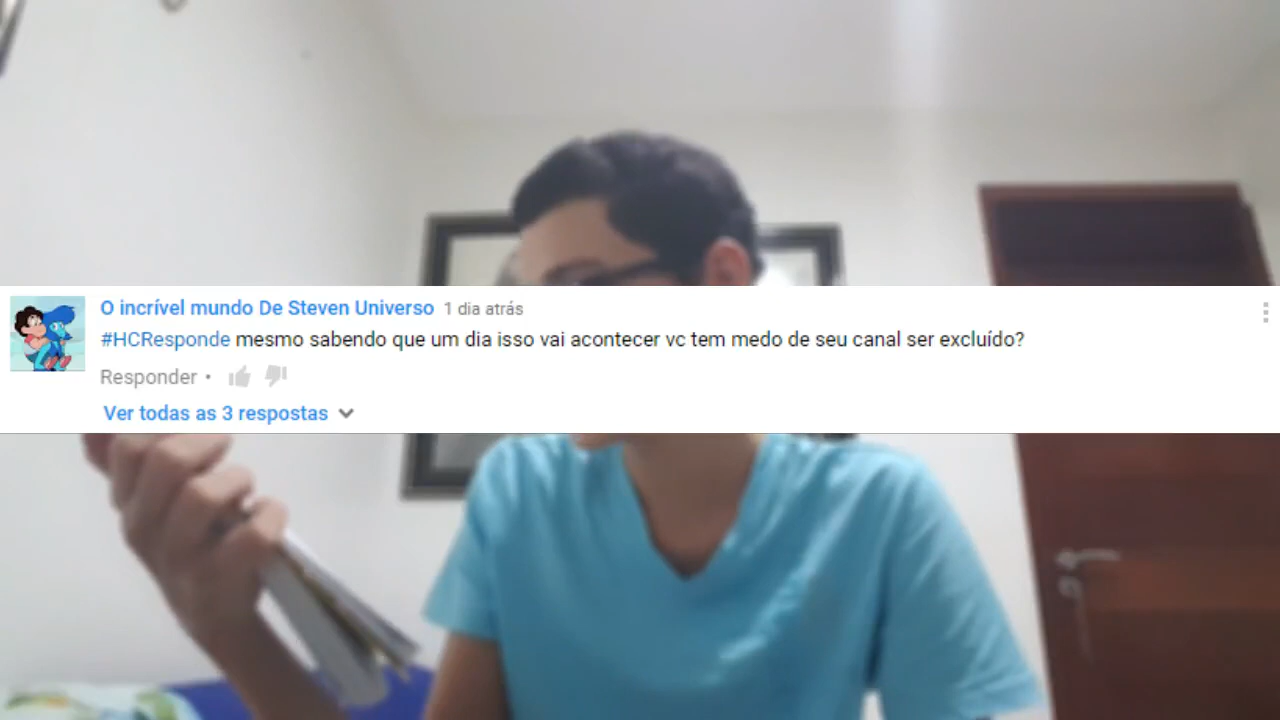 O incrível mundo De Steven Universo 1 dia atrás
#HCResponde mesmo sabendo que um dia isso vai acontecer vc tem medo de seu canal ser excluído?
Responder •
Ver todas as 3 respostas